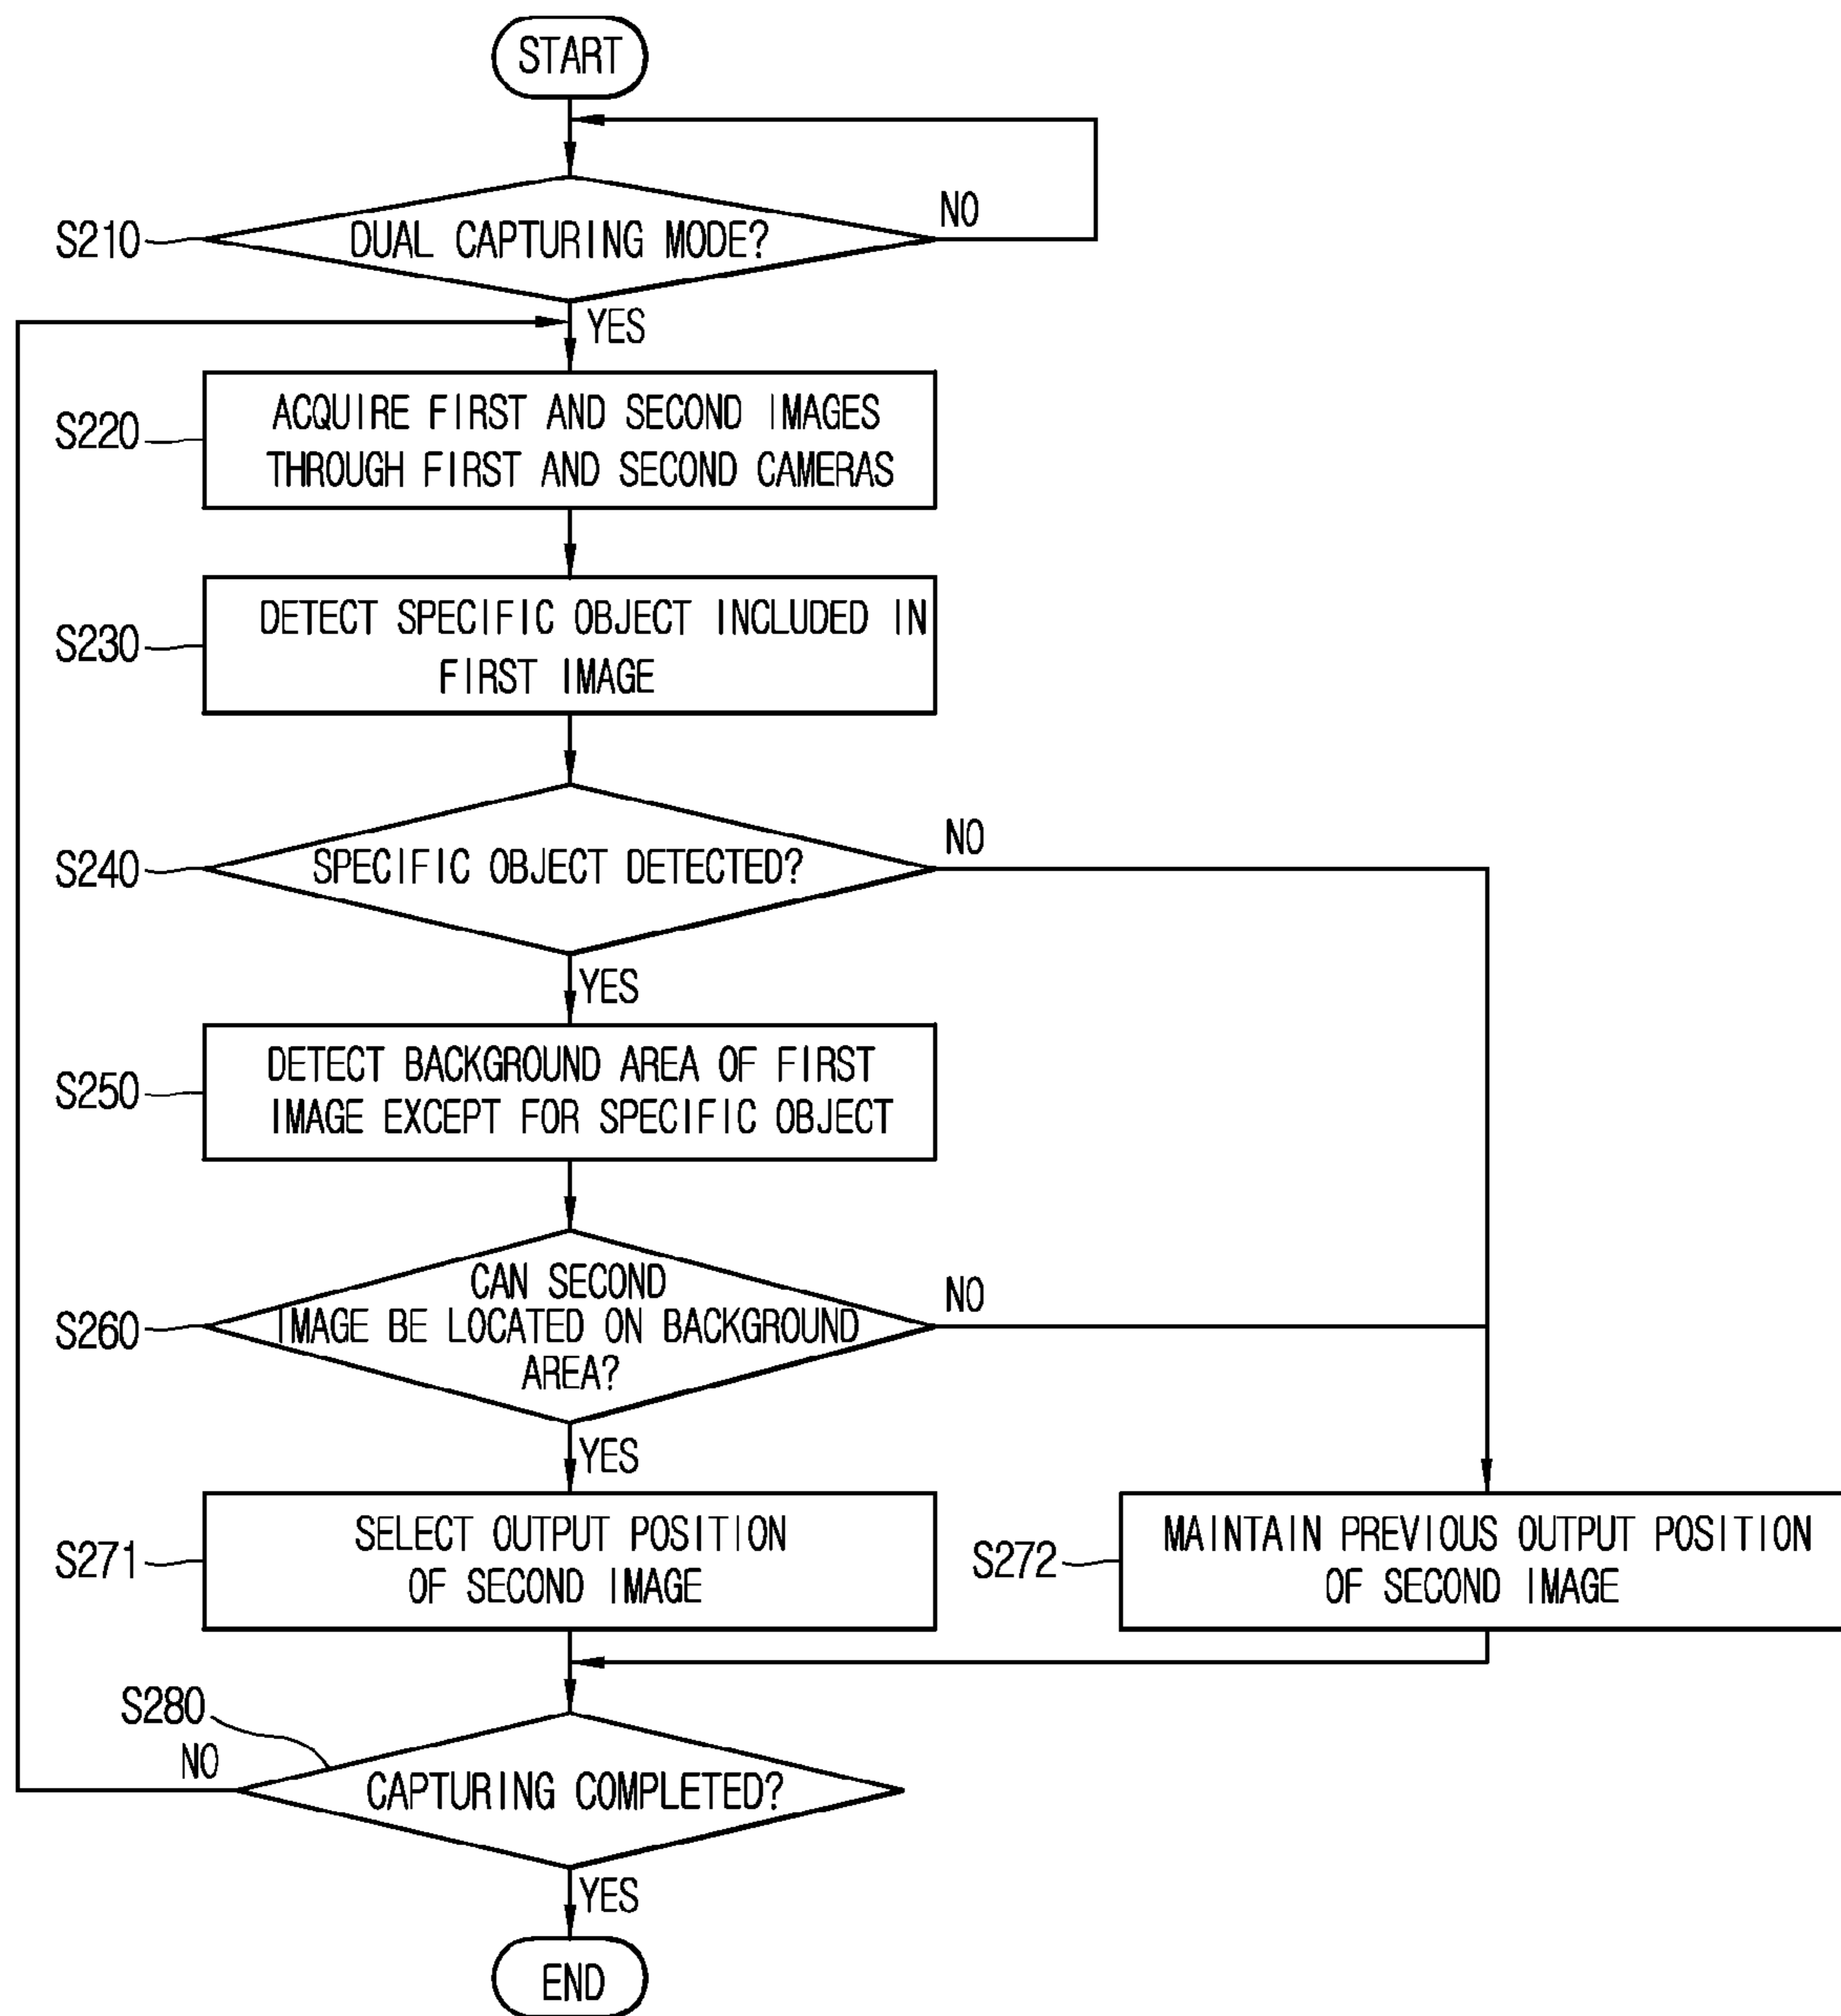 START
NO
S210
DUAL CAPTURING MODE?
YES
S220
ACQUIRE FIRST AND SECOND IMAGES
THROUGH FIRST AND SECOND CAMERAS
S230
DETECT SPECIFIC OBJECT INCLUDED IN
FIRST IMAGE
NO
S240
SPECIFIC OBJECT DETECTED?
YES
S250
DETECT BACKGROUND AREA OF FIRST
IMAGE EXCEPT FOR SPECIFIC OBJECT
NO
S260
CAN SECOND
IMAGE BE LOCATED ON BACKGROUND
AREA?
YES
S271
SELECT OUTPUT POSITION
OF SECOND IMAGE
S272
MAINTAIN PREVIOUS OUTPUT POSITION
OF SECOND IMAGE
S280
NO
CAPTURING COMPLETED?
YES
END